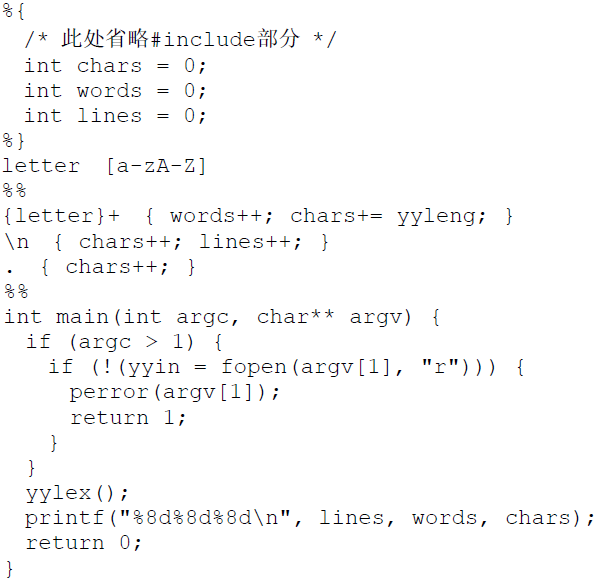 %{
  /* 此处省略#include部分 */
  int chars = 0;
  int words = 0;
  int lines = 0;
%}
letter  [a-zA-Z]
%%
{letter}+  { words++; chars+= yyleng; }
\n  { chars++; lines++; }
.  { chars++; }
%%
int main(int argc, char** argv) {
  if (argc > 1) {
    if (!(yyin = fopen(argv[1], "r"))) {
      perror(argv[1]);
      return 1;
    }
  }
  yylex();
  printf("%8d%8d%8d\n", lines, words, chars);
  return 0;
}